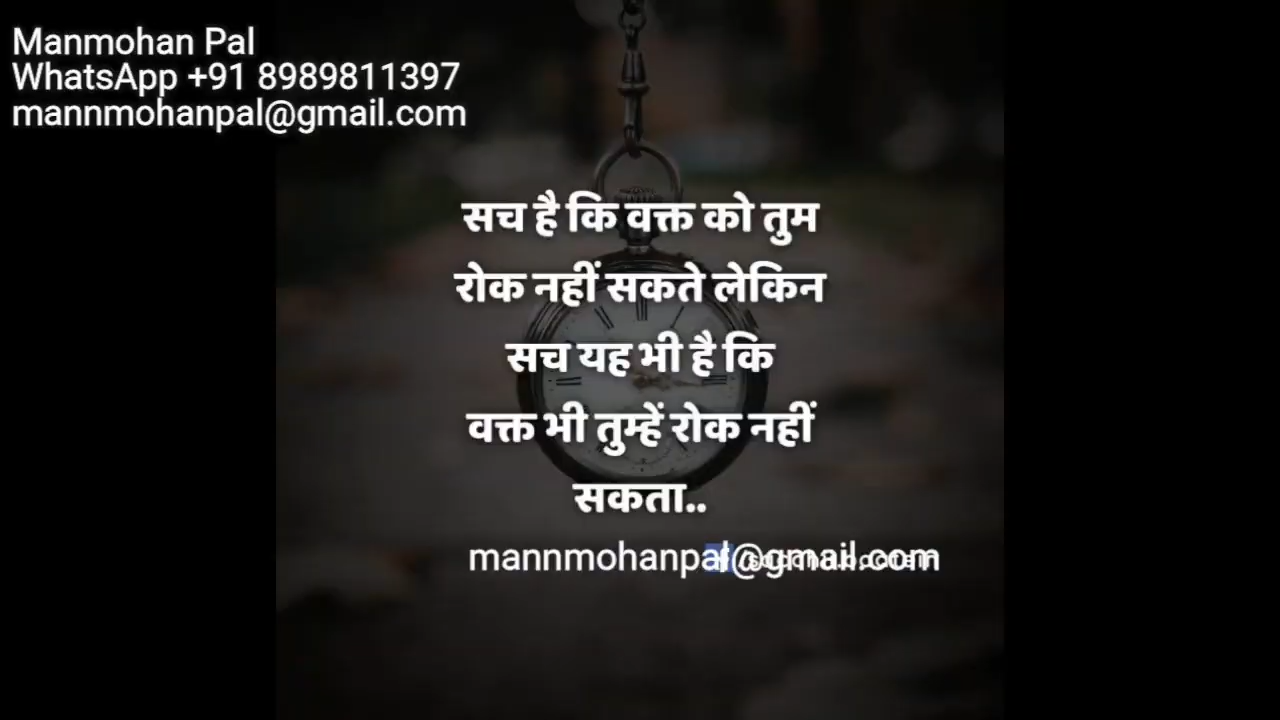 Manmohan Pal
WhatsApp +91 8989811397
mannmohanpal@gmail.com
सच है कि वक्त को तुम
रोक नहीं सकते लेकिन
सच यह भी है कि
वक्त भी तुम्हें रोक नहीं
सकता..
mannmohanpal@gmail.com